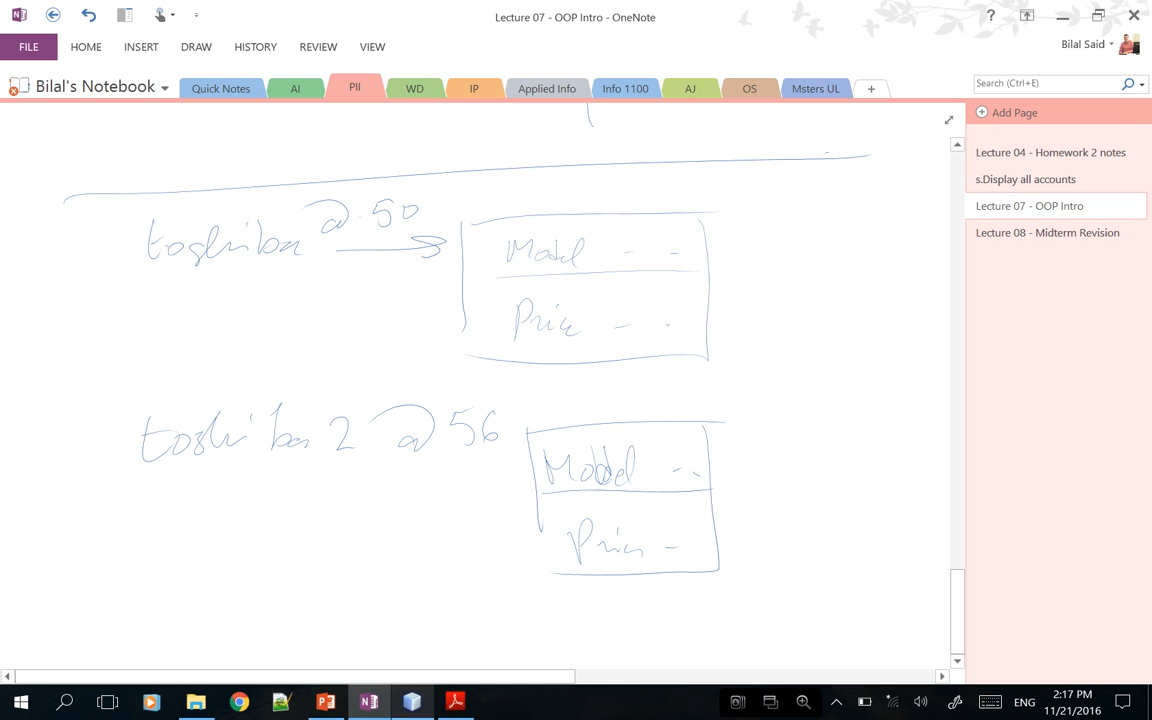 Lecture 07 - OOP Intro - OneNote
?
FILE HOME INSERT DRAW HISTORY REVIEW VIEW
Bilal Said
Bilal's Notebook Quick Notes AI PII WD IP Applied Info Info 1100 AJ OS Msters UL +
Search (Ctrl+E)
Add Page
Lecture 04 - Homework 2 notes
s.Display all accounts
Lecture 07 - OOP Intro
Lecture 08 - Midterm Revision
toshiba @ 50
Model - -
Price - -
toshiba 2 @ 56
Model - -
Price -
ENG
2:17 PM
11/21/2016